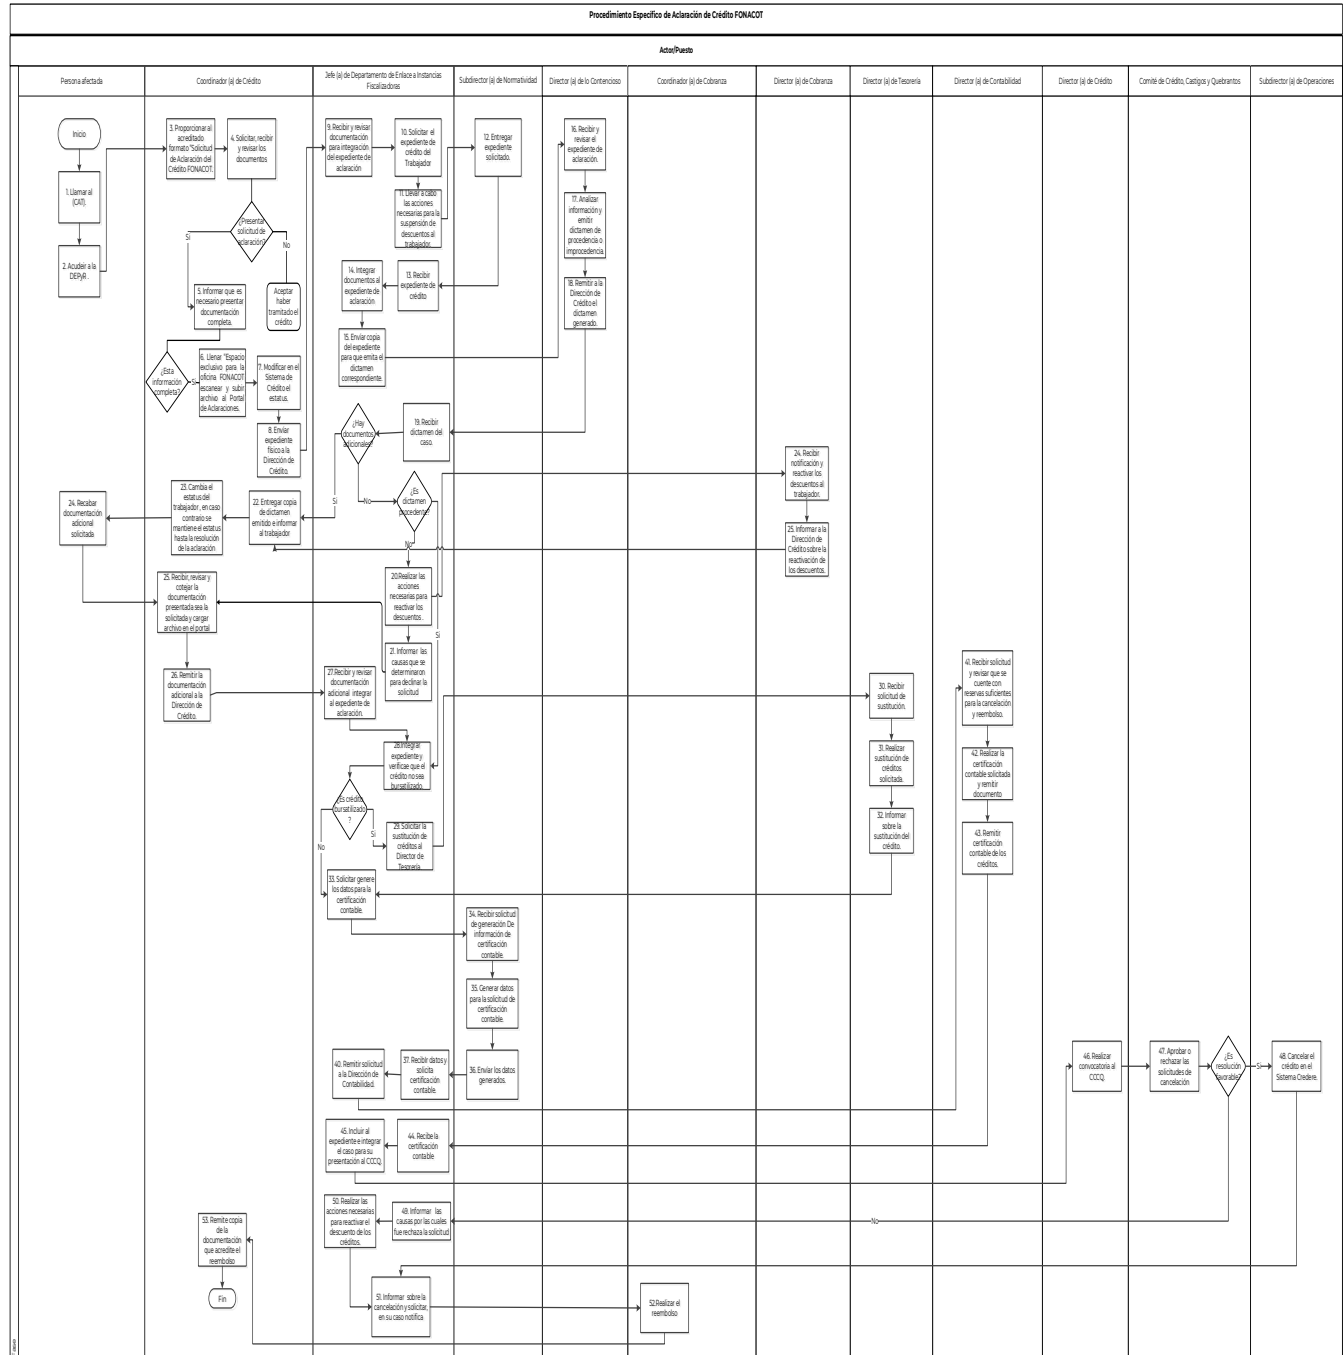 Procedimiento Específico de Aclaración de Crédito FONACOT
Actor/Puesto
Persona afectada
Coordinador (a) de Crédito
Jefe (a) de Departamento de Enlace a Instancias
Fiscalizadoras
Subdirector (a) de Normatividad
Director (a) de lo Contencioso
Coordinador (a) de Cobranza
Director (a) de Cobranza
Director (a) de Tesorería
Director (a) de Contabilidad
Director (a) de Crédito
Comité de Crédito, Castigos y Quebrantos
Subdirector (a) de Operaciones
Inicio
1. Llamar al
(CAT).
2. Acudeir a la
DEPyR .
3. Proporcionar al
acreditado
formato "Solicitud
de Aclaración del
Crédito FONACOT.
4. Solicitar, recibir
y revisar los
documentos
¿Presentar
solicitud de
aclaración?
Si
No
5. Informar que es
necesario presentar
documentación
completa.
Aceptar
haber
tramitado el
crédito
¿Esta
información
completa?
Si
6. Llenar "Espacio
exclusivo para la
oficina FONACOT
escanear y subir
archivo al Portal
de Aclaraciones,
7. Modificar en el
Sistema de
Crédito el
estatus.
8. Enviar
expediente
físico a la
Dirección de
Crédito.
9. Recibir y revisar
documentación
para integración
del expediente de
aclaración
10. Solicitar el
expediente de
crédito del
Trabajador
11. Llevar a cabo
las acciones
necesarias para la
suspensión de
descuentos al
trabajador.
12. Entregar
expediente
solicitado.
13. Recibir
expediente de
crédito
14. Integrar
documentos al
expediente de
aclaración
15. Enviar copia
del expediente
para que emita el
dictamen
correspondiente.
16. Recibir y
revisar el
expediente de
aclaración.
17. Analizar
información y
emitir
dictamen de
procedencia o
improcedencia.
18. Remitir a la
Dirección de
Crédito el
dictamen
generado.
19. Recibir
dictamen del
caso.
¿Hay
documentos
adicionales?
Si
No
¿Es
dictamen
procedente?
No
Si
24. Recibir
notificación y
reactivar los
descuentos al
trabajador.
25. Informar a la
Dirección de
Crédito sobre la
reactivación de
los descuentos.
22. Entregar copia
de dictamen
emitido e informar
al trabajador
23. Cambia el
estatus del
trabajador , en caso
contrario se
mantiene el estatus
hasta la resolución
de la aclaración
24. Recabar
documentación
adicional
solicitada
20.Realizar las
acciones
necesarias para
reactivar los
descuentos .
21. Informar las
causas que se
determinaron
para declinar la
solicitud
25. Recibir, revisar y
cotejar la
documentación
presentada sea la
solicitada y cargar
archivo en el portal
26. Remitir la
documentación
adicional a la
Dirección de
Crédito.
27.Recibir y revisar
documentación
adicional integrar
al expediente de
aclaración.
28.Integrar
expediente y
verificae que el
crédito no sea
bursatilizado.
¿Es crédito
bursatilizado
?
Si
No
29. Solicitar la
sustitución de
créditos al
Director de
Tesorería
30. Recibir
solicitud de
sustitución.
31. Realizar
sustitución de
créditos
solicitada.
32. Informar
sobre la
sustitución del
crédito.
33. Solicitar genere
los datos para la
certificación
contable.
34. Recibir solicitud
de generación De
información de
certificación
contable.
35. Generar datos
para la solicitud de
certificación
contable.
36. Enviar los datos
generados.
37. Recibir datos y
solicita
certificación
contable.
40. Remitir solicitud
a la Dirección de
Contabilidad.
41. Recibir solicitud
y revisar que se
cuente con
reservas suficientes
para la cancelación
y reembolso.
42. Realizar la
certificación
contable solicitada
y remitir
documento
43. Remitir
certificación
contable de los
créditos.
44. Recibe la
certificación
contable
45. Incluir al
expediente e integrar
el caso para su
presentación al CCCQ.
46. Realizar
convocatoria al
CCCQ.
47. Aprobar o
rechazar las
solicitudes de
cancelación
¿Es
resolución
favorable?
Si
No
48. Cancelar el
crédito en el
Sistema Credere.
49. Informar las
causas por las cuales
fue rechaza la solicitud
50. Realizar las
acciones necesarias
para reactivar el
descuento de los
créditos.
51. Informar sobre la
cancelación y solicitar,
en su caso notifica
52.Realizar el
reembolso
53. Remite copia
de la
documentación
que acredite el
reembolso
Fin